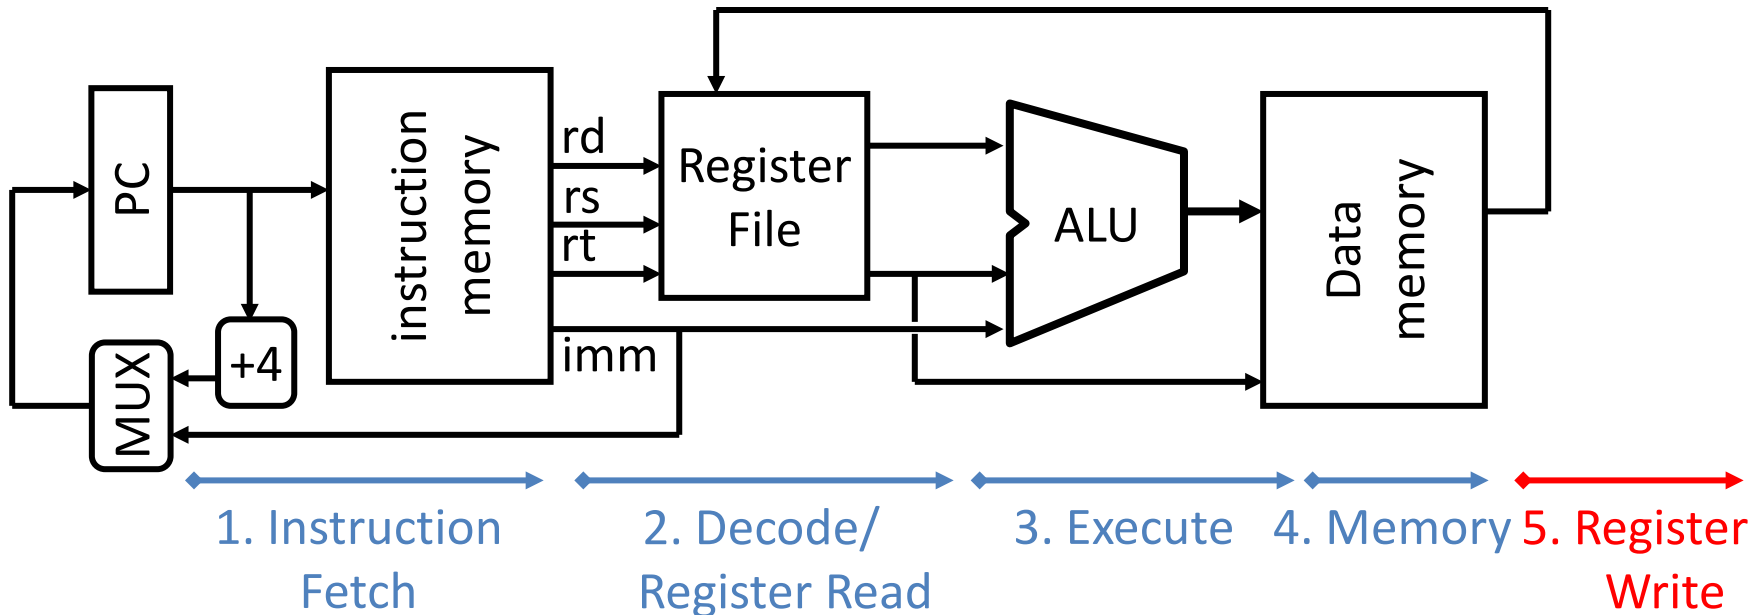 PC
instruction
memory
rd
rs
rt
imm
Register
File
ALU
Data
memory
+4
MUX
1. Instruction
Fetch
2. Decode/
Register Read
3. Execute
4. Memory
5. Register
Write